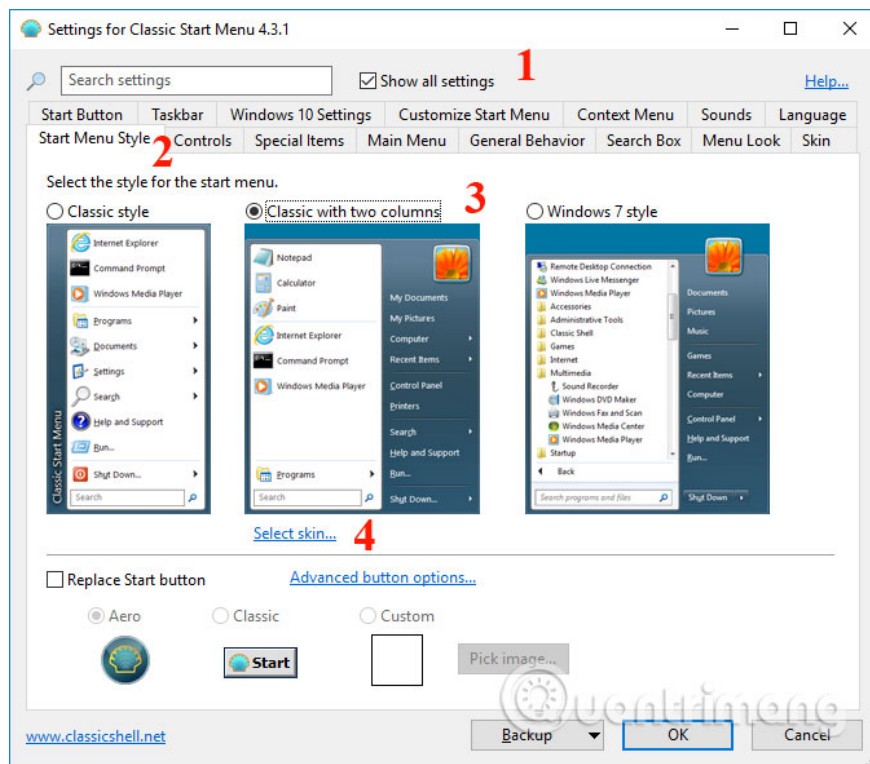 Settings for Classic Start Menu 4.3.1
Search settings
Show all settings
1
Help...
Start Button Taskbar Windows 10 Settings Customize Start Menu Context Menu Sounds Language
Start Menu Style Controls Special Items Main Menu General Behavior Search Box Menu Look Skin
2
Select the style for the start menu.
3
Classic style
Internet Explorer
Command Prompt
Windows Media Player
Programs
Documents
Settings
Search
Help and Support
Run...
Shut Down...
Search
Classic Start Menu
Classic with two columns
Notepad
Calculator
Paint
Internet Explorer
Command Prompt
Windows Media Player
Programs
Search
My Documents
My Pictures
Computer
Recent Items
Control Panel
Printers
Search
Help and Support
Run...
Shut Down...
Windows 7 style
Remote Desktop Connection
Windows Live Messenger
Windows Media Player
Accessories
Administrative Tools
Classic Shell
Games
Internet
Multimedia
Sound Recorder
Windows DVD Maker
Windows Fax and Scan
Windows Media Center
Windows Media Player
Startup
Back
Search programs and files
Documents
Pictures
Music
Games
Recent Items
Computer
Control Panel
Help and Support
Run...
Shut Down
Select skin...
4
Replace Start button
Advanced button options...
Aero
Classic
Custom
Start
Pick image...
Quantrimang
www.classicshell.net
Backup
OK
Cancel